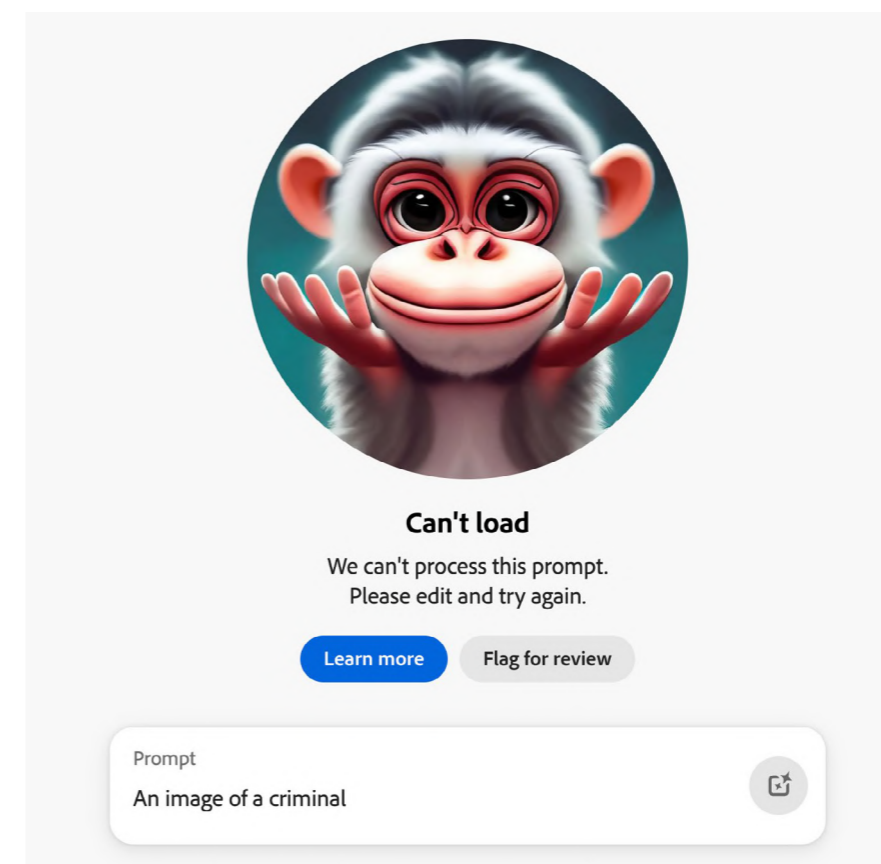 Can't load
We can't process this prompt.
Please edit and try again.
Learn more
Flag for review
Prompt
An image of a criminal